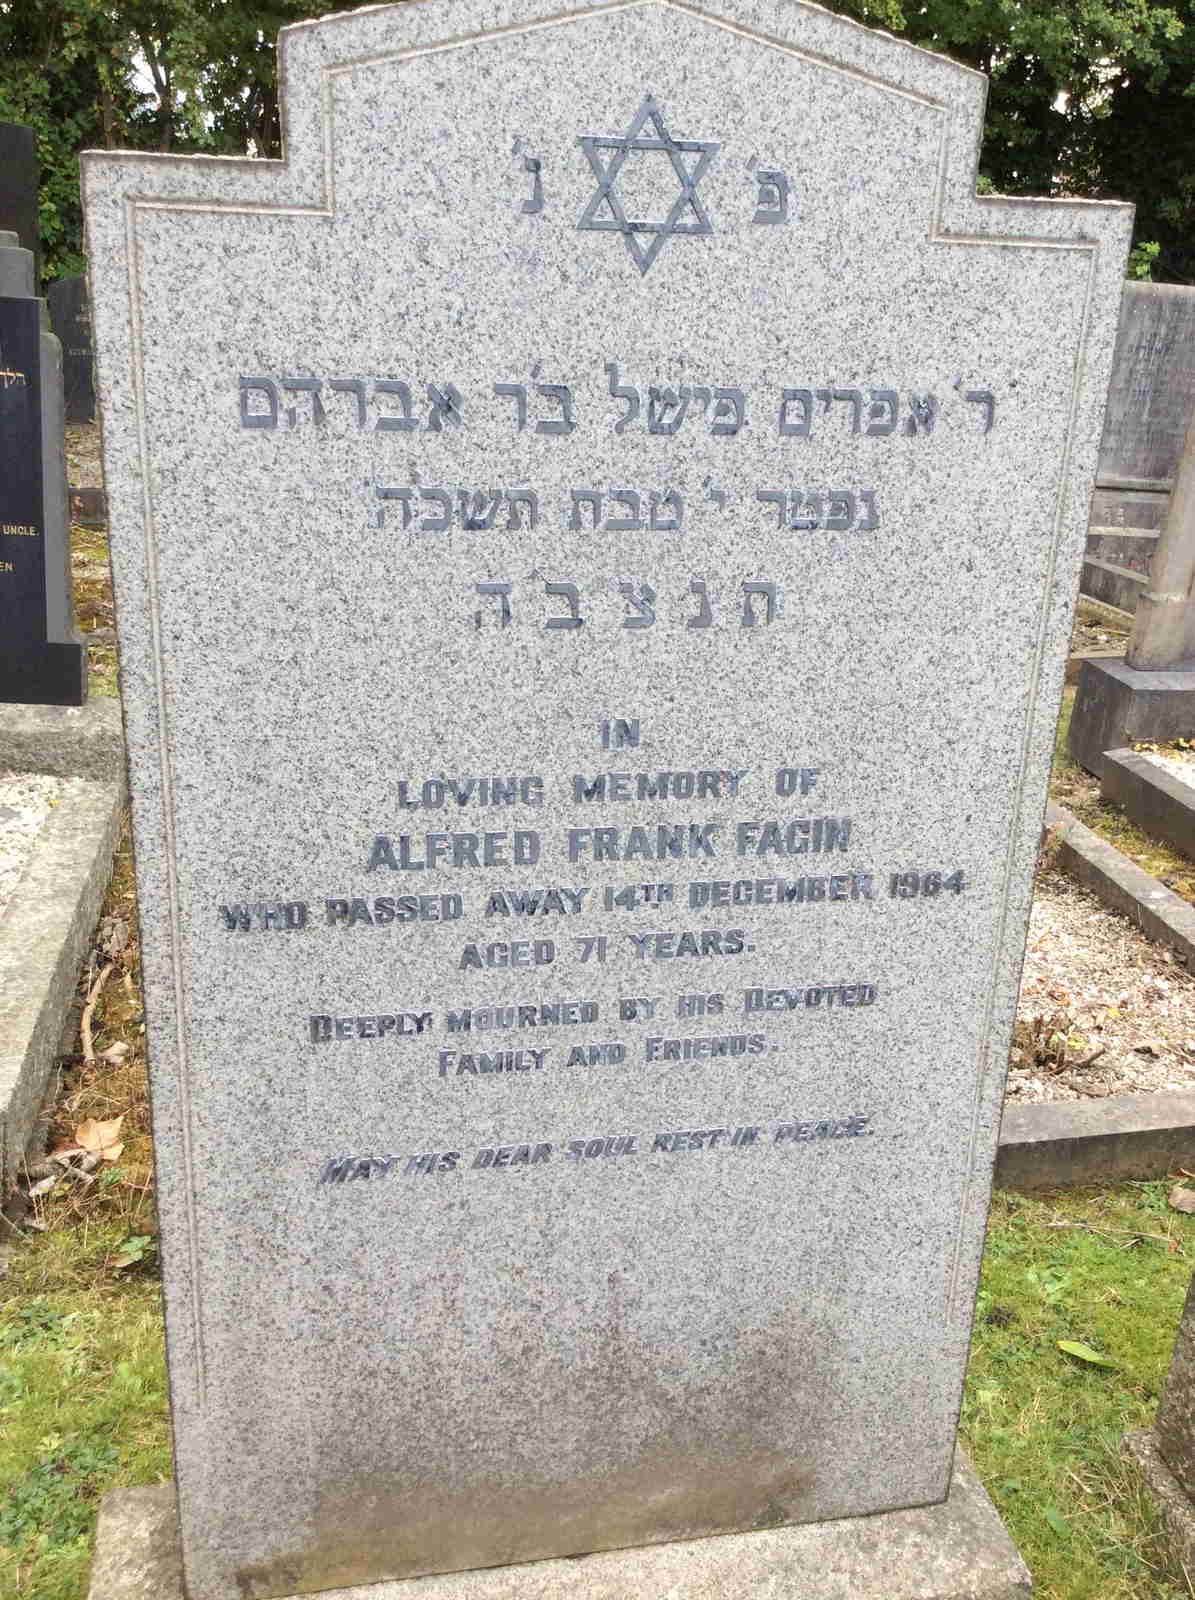 פ' נ'
ר' אפרים פישל ב'ר אברהם
נפטר י' טבת תשכה'
ת נ צ ב' ה
IN
LOVING MEMORY OF
ALFRED FRANK FAGIN
WHO PASSED AWAY 14TH DECEMBER 1964
AGED 71 YEARS.
DEEPLY MOURNED BY HIS DEVOTED
FAMILY AND FRIENDS.
MAY HIS DEAR SOUL REST IN PEACE.
UNCLE.